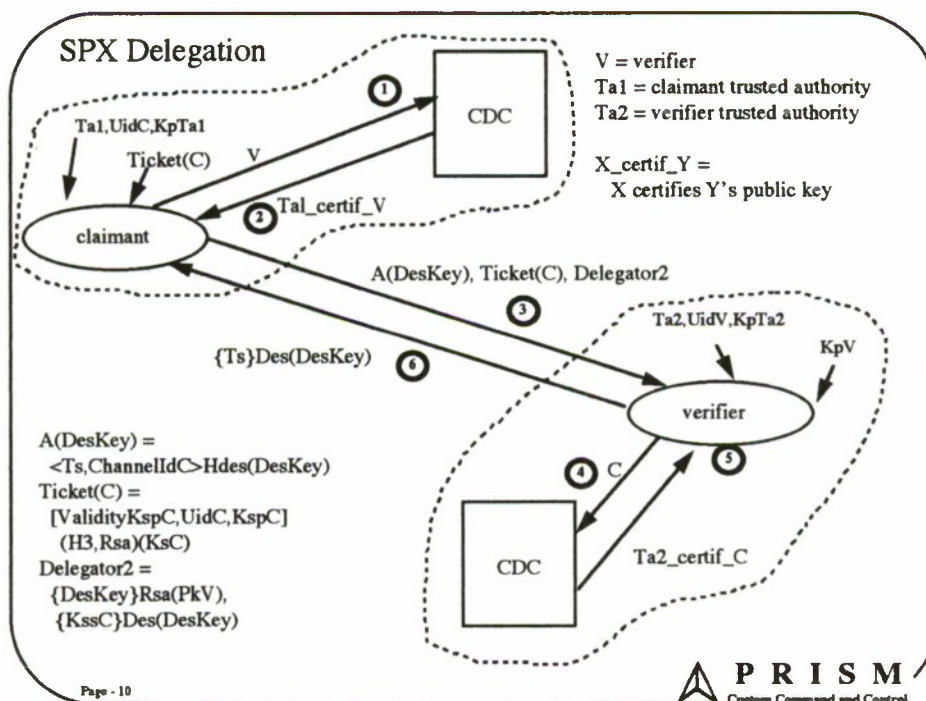 SPX Delegation
V = verifier
Ta1 = claimant trusted authority
Ta2 = verifier trusted authority
X_certif_Y =
X certifies Y's public key
1
CDC
Ta1,UidC,KpTa1
Ticket(C)
V
2
Ta1_certif_V
claimant
A(DesKey), Ticket(C), Delegator2
3
Ta2,UidV,KpTa2
KpV
{Ts}Des(DesKey)
6
verifier
A(DesKey) =
<Ts,ChannelIdC>Hdes(DesKey)
Ticket(C) =
[ValidityKspC,UidC,KspC]
(H3,Rsa)(KsC)
Delegator2 =
{DesKey}Rsa(PkV),
{KssC}Des(DesKey)
4
C
5
CDC
Ta2_certif_C
Page - 10
PRISM
Custom Command and Control